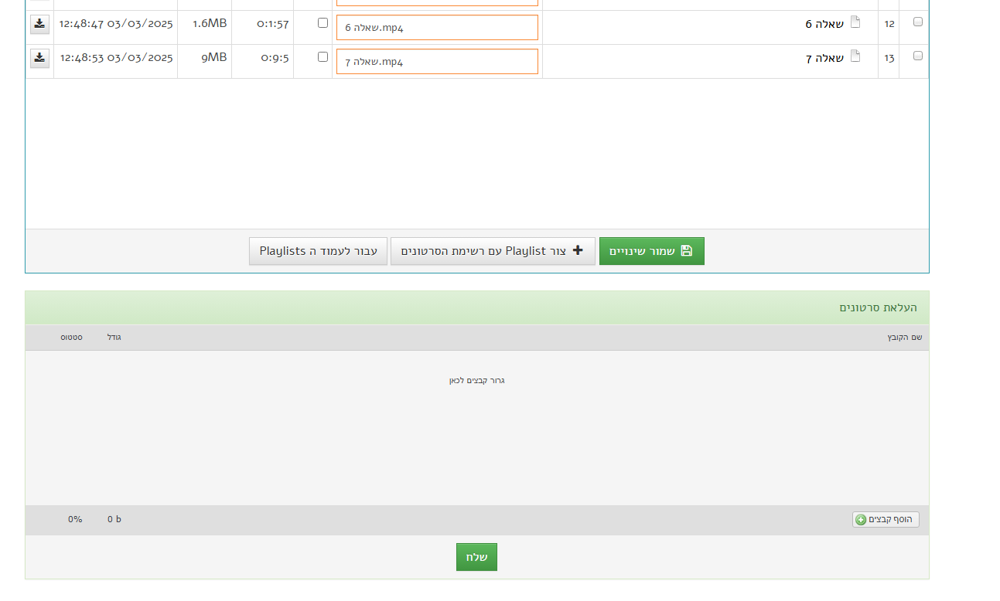 12 שאלה 6 שאלה 6.mp4 0:1:57 1.6MB 12:48:47 03/03/2025
13 שאלה 7 שאלה 7.mp4 0:9:5 9MB 12:48:53 03/03/2025
שמור שינויים צור Playlist עם רשימת הסרטונים עבור לעמוד ה Playlists
העלאת סרטונים
שם הקובץ גודל סטטוס
גרור קבצים לכאן
הוסף קבצים 0 b 0%
שלח